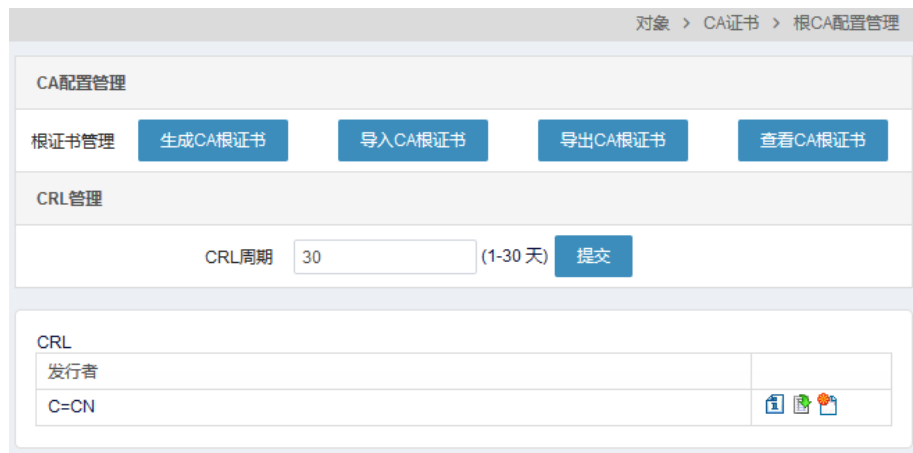 对象 > CA证书 > 根CA配置管理
CA配置管理
根证书管理 生成CA根证书 导入CA根证书 导出CA根证书 查看CA根证书
CRL管理
CRL周期 30 (1-30 天) 提交
CRL
发行者
C=CN